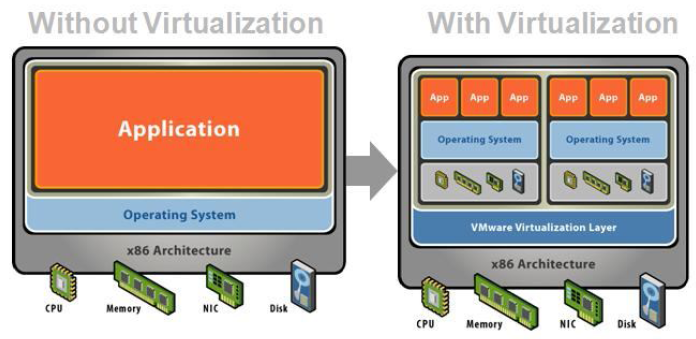 Without Virtualization
With Virtualization
Application
Operating System
x86 Architecture
CPU
Memory
NIC
Disk
App
App
App
App
App
App
Operating System
Operating System
VMware Virtualization Layer
x86 Architecture
CPU
Memory
NIC
Disk